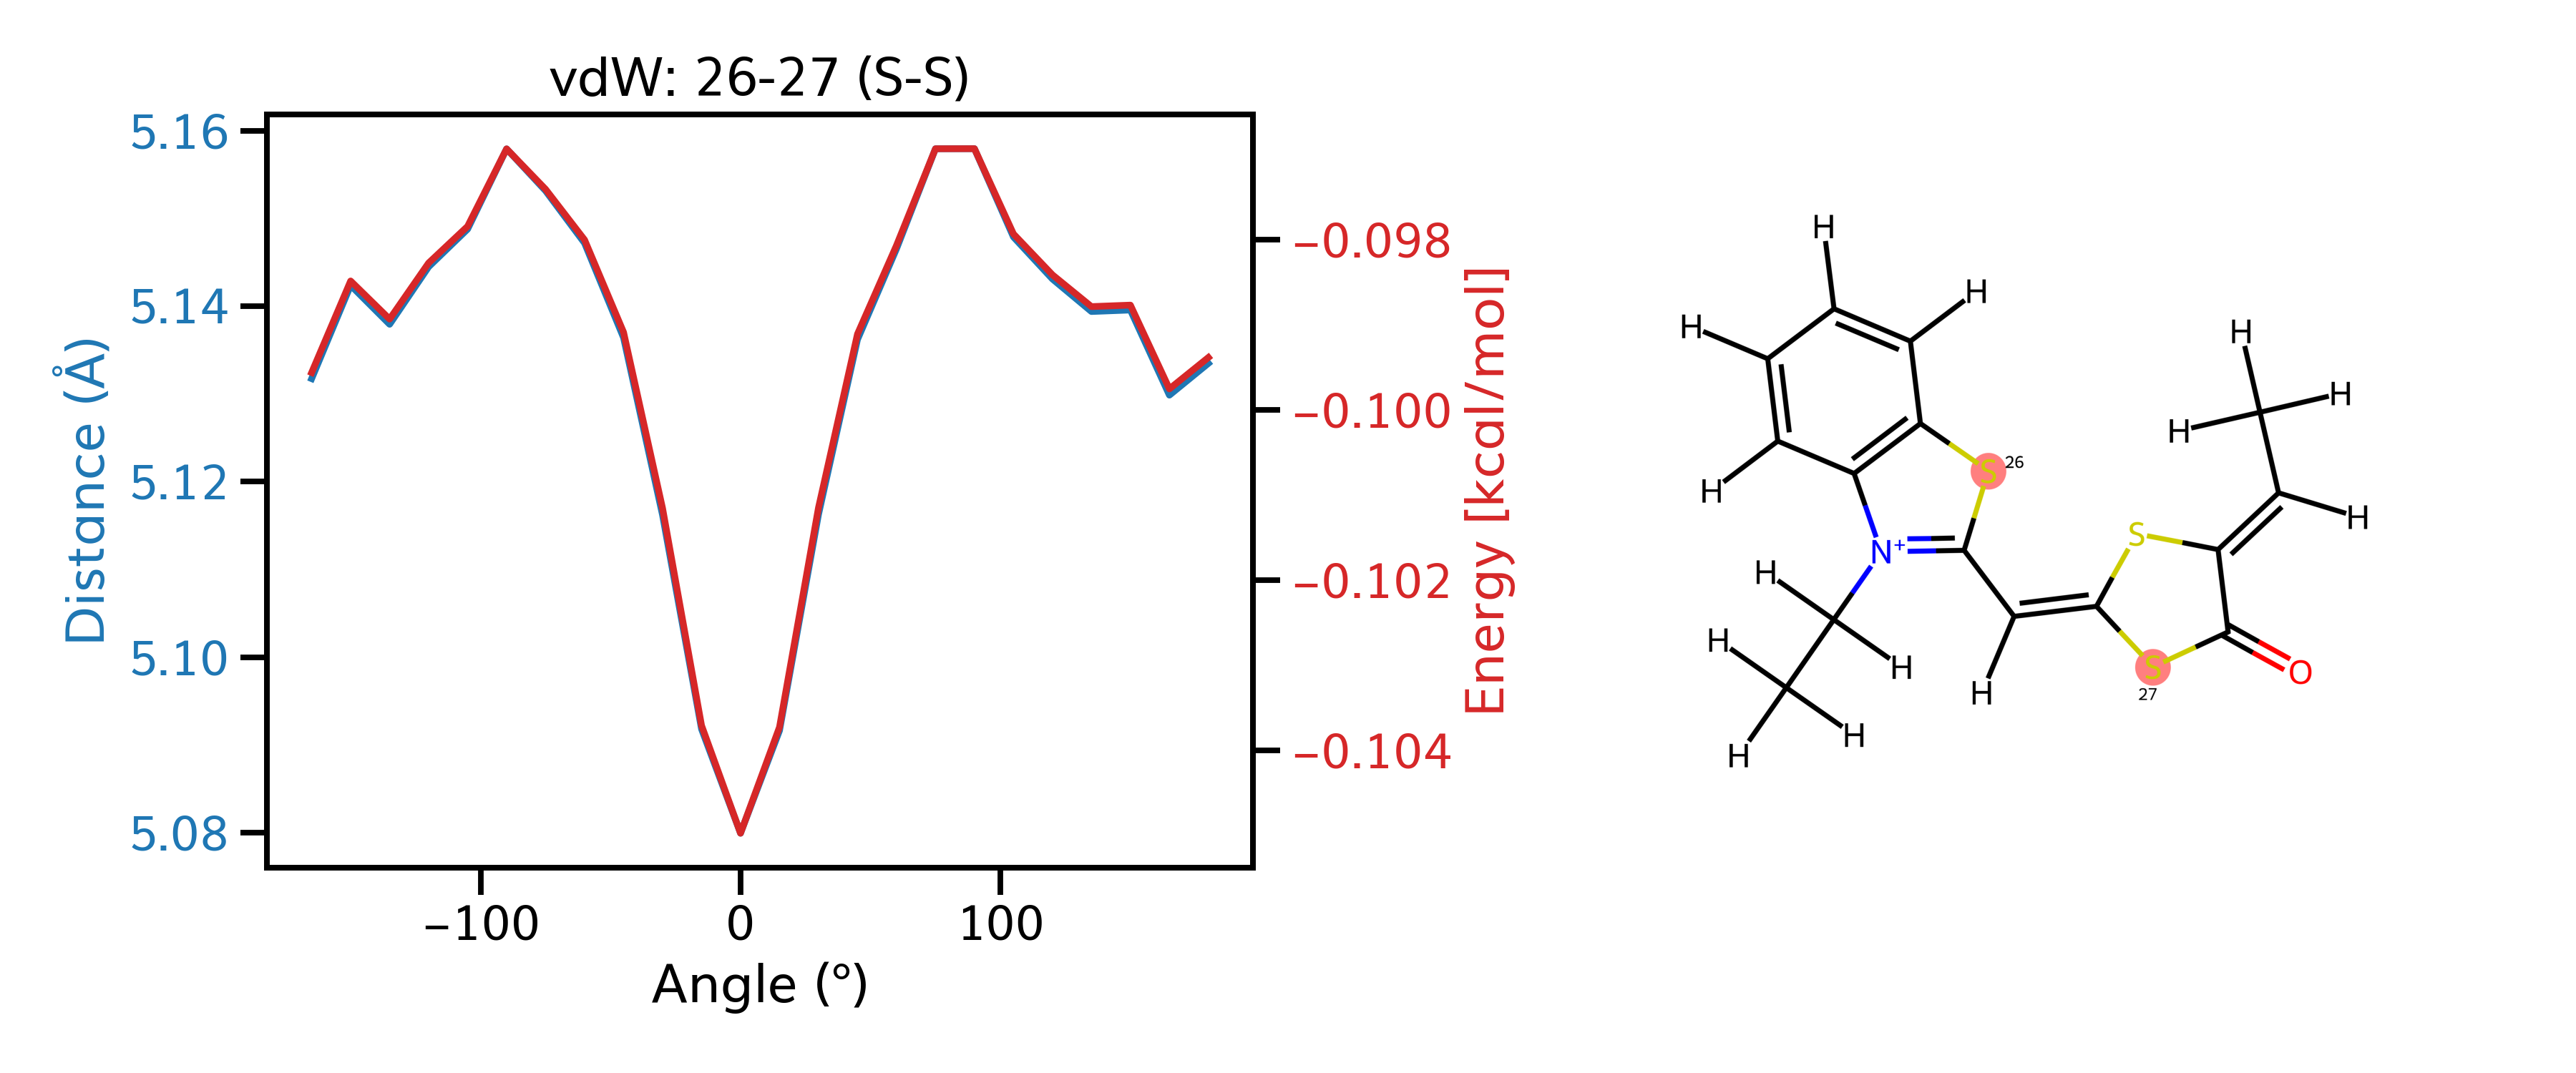 vdW: 26-27 (S-S)
5.16
5.14
5.12
5.10
5.08
Distance (Å)
−100
0
100
Angle (°)
−0.098
−0.100
−0.102
−0.104
Energy [kcal/mol]
H
H
H
H
H
H
H
H
S 26
S
N+
H
H
H
H
H
H
S
27
O